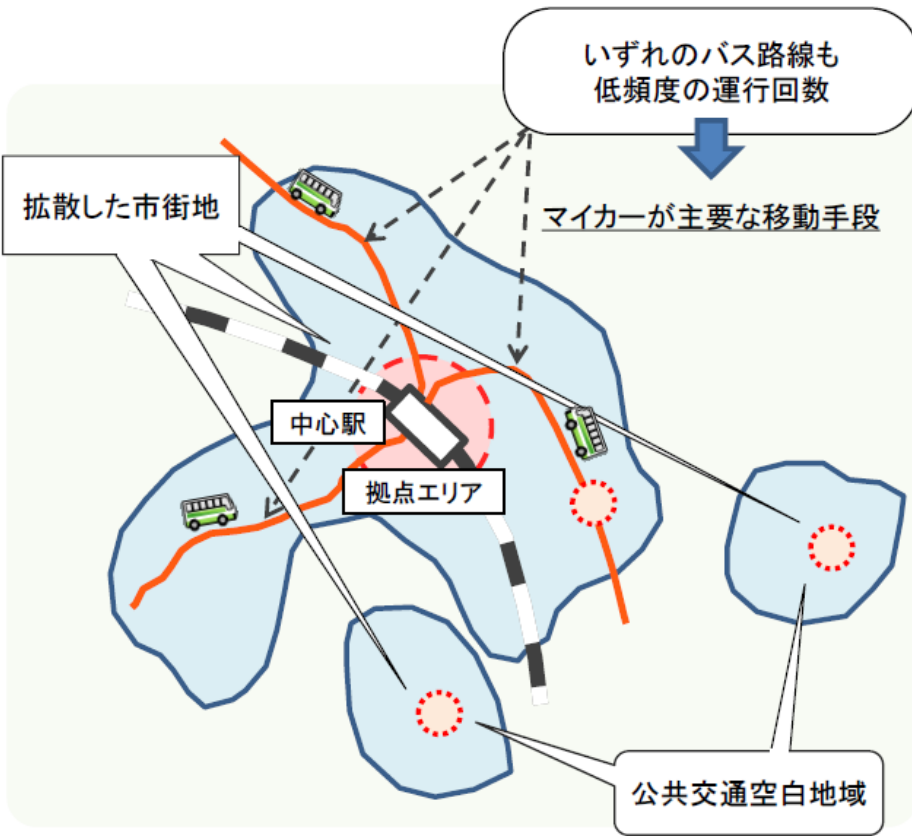 いずれのバス路線も
低頻度の運行回数
マイカーが主要な移動手段
拡散した市街地
中心駅
拠点エリア
公共交通空白地域